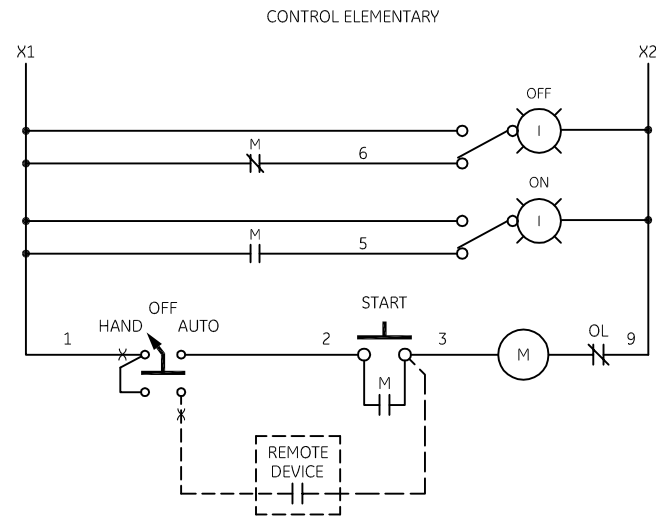 CONTROL ELEMENTARY
X1
X2
OFF
I
M
6
ON
I
M
5
OFF
HAND
AUTO
START
1
X
2
3
M
OL
9
M
X
REMOTE
DEVICE